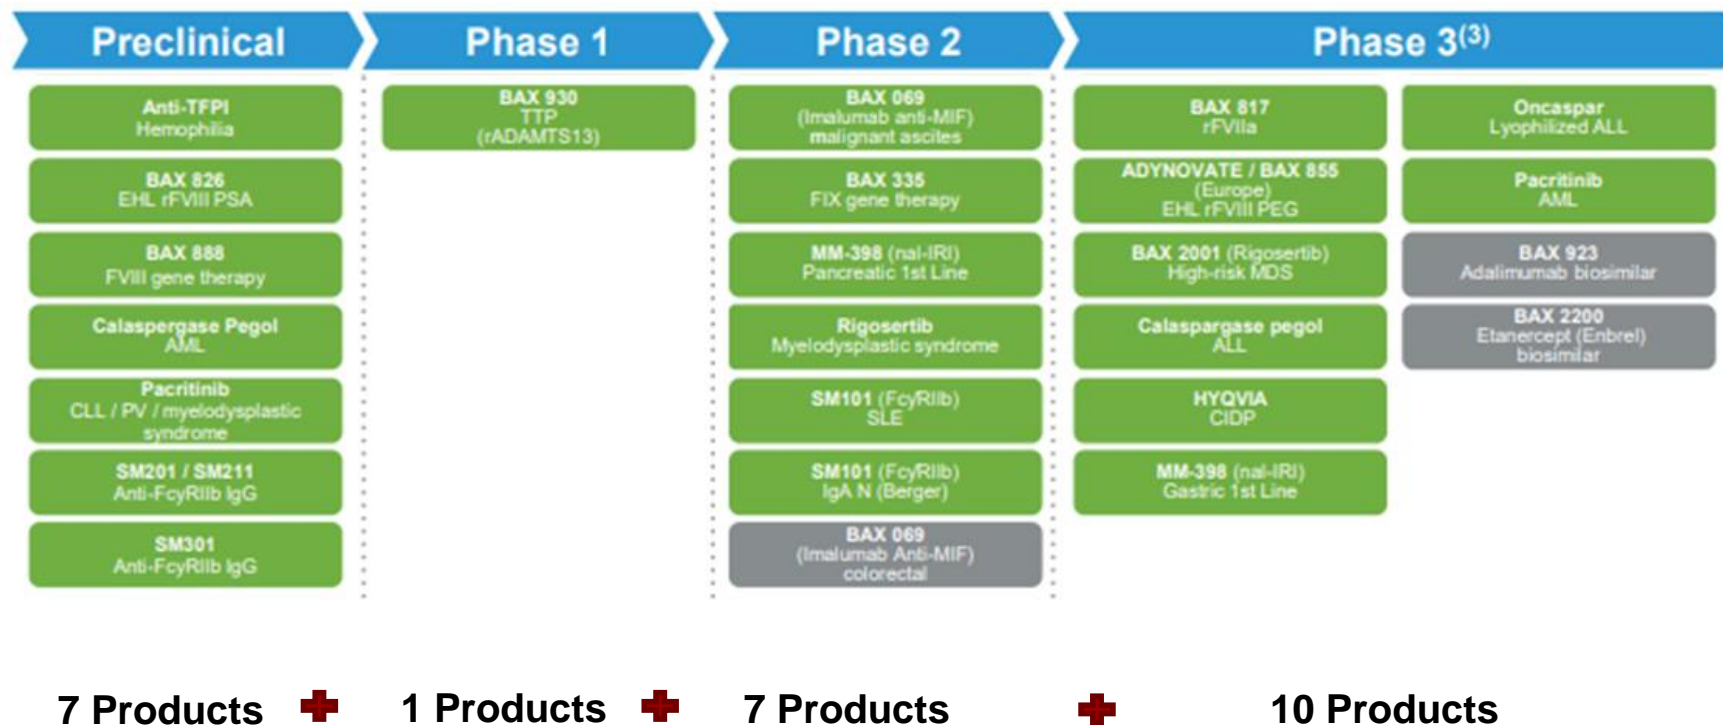 Preclinical
Phase 1
Phase 2
Phase 3(3)
Anti-TFPI
Hemophilia
BAX 826
EHL rFVIII PSA
BAX 888
FVIII gene therapy
Calaspergase Pegol
AML
Pacritinib
CLL / PV / myelodysplastic
syndrome
SM201 / SM211
Anti-FcyRIIb IgG
SM301
Anti-FcyRIIb IgG
BAX 930
TTP
(rADAMTS13)
BAX 069
(Imalumab anti-MIF)
malignant ascites
BAX 335
FIX gene therapy
MM-398 (nal-IRI)
Pancreatic 1st Line
Rigosertib
Myelodysplastic syndrome
SM101 (FcyRIIb)
SLE
SM101 (FcyRIIb)
IgA N (Berger)
BAX 069
(Imalumab Anti-MIF)
colorectal
BAX 817
rFVIIa
ADYNOVATE / BAX 855
(Europe)
EHL rFVIII PEG
BAX 2001 (Rigosertib)
High-risk MDS
Calaspargase pegol
ALL
HYQVIA
CIDP
MM-398 (nal-IRI)
Gastric 1st Line
Oncaspar
Lyophilized ALL
Pacritinib
AML
BAX 923
Adalimumab biosimilar
BAX 2200
Etanercept (Enbrel)
biosimilar
7 Products
1 Products
7 Products
10 Products